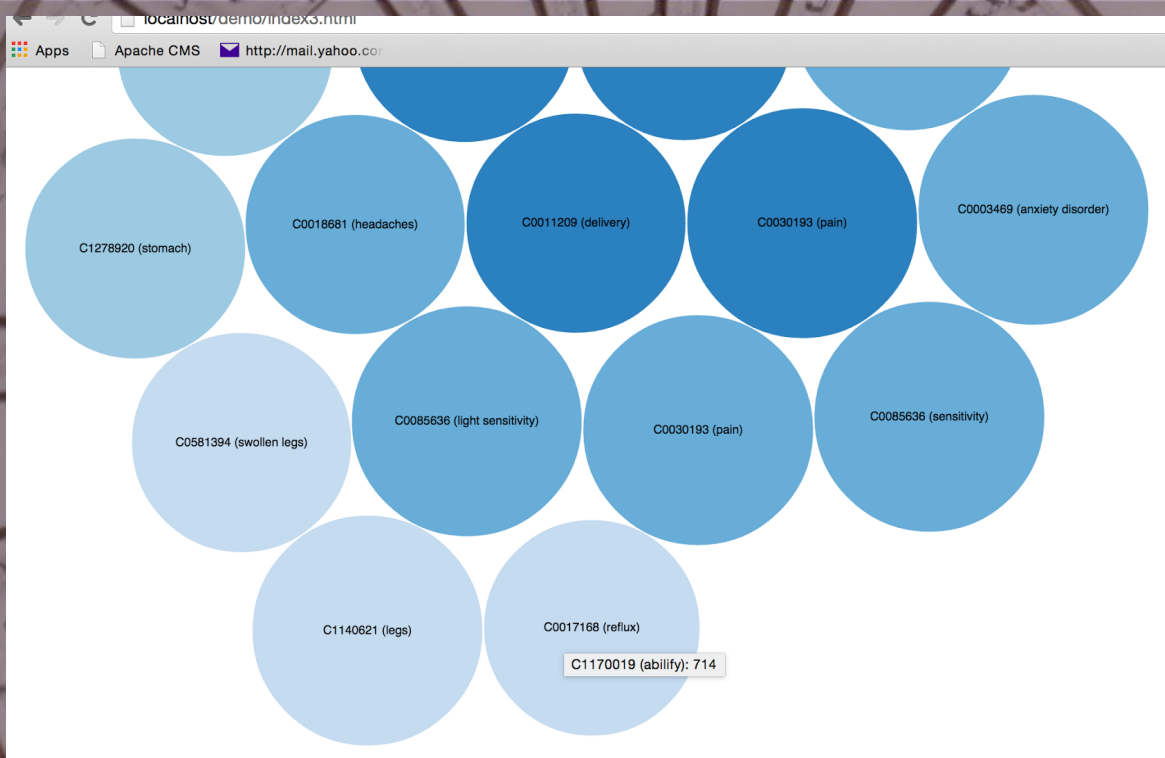 localhost/demo/index3.html
Apps Apache CMS http://mail.yahoo.co
C0003469 (anxiety disorder)
C0018681 (headaches) C0011209 (delivery) C0030193 (pain)
C1278920 (stomach)
C0085636 (sensitivity)
C0085636 (light sensitivity) C0030193 (pain)
C0581394 (swollen legs)
C1140621 (legs) C0017168 (reflux)
C1170019 (abilify): 714